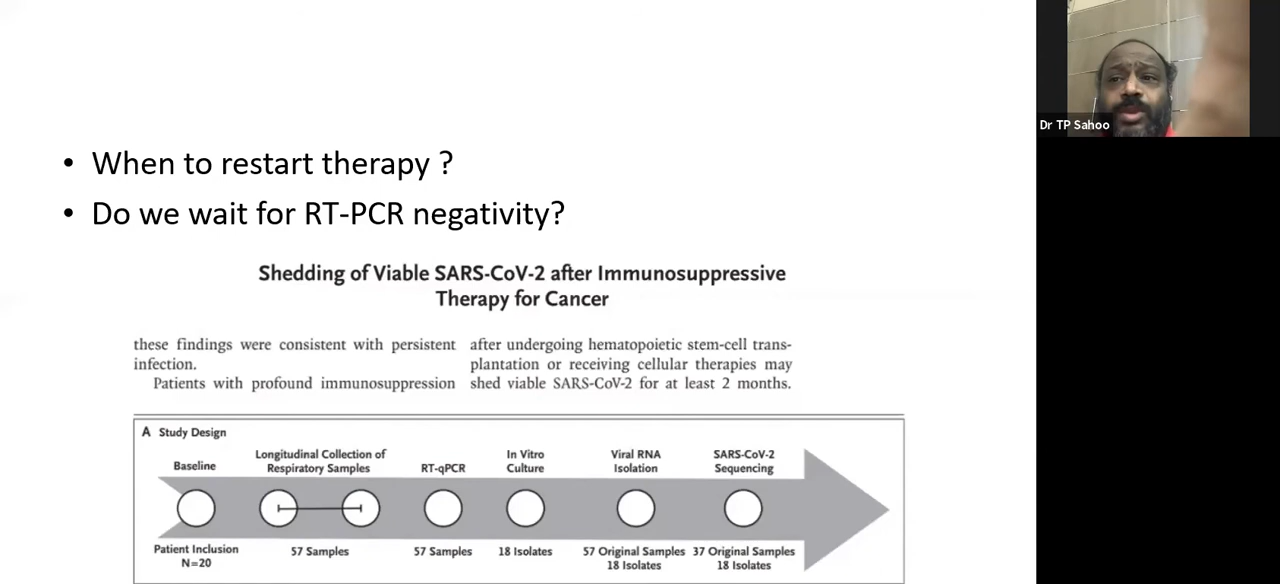 • When to restart therapy ?
• Do we wait for RT-PCR negativity?
Shedding of Viable SARS-CoV-2 after Immunosuppressive
Therapy for Cancer
these findings were consistent with persistent
infection.
Patients with profound immunosuppression
after undergoing hematopoietic stem-cell trans-
plantation or receiving cellular therapies may
shed viable SARS-CoV-2 for at least 2 months.
A Study Design
Baseline
Longitudinal Collection of
Respiratory Samples
RT-qPCR
In Vitro
Culture
Viral RNA
Isolation
SARS-CoV-2
Sequencing
Patient Inclusion
N=20
57 Samples
57 Samples
18 Isolates
57 Original Samples
18 Isolates
37 Original Samples
18 Isolates
Dr TP Sahoo